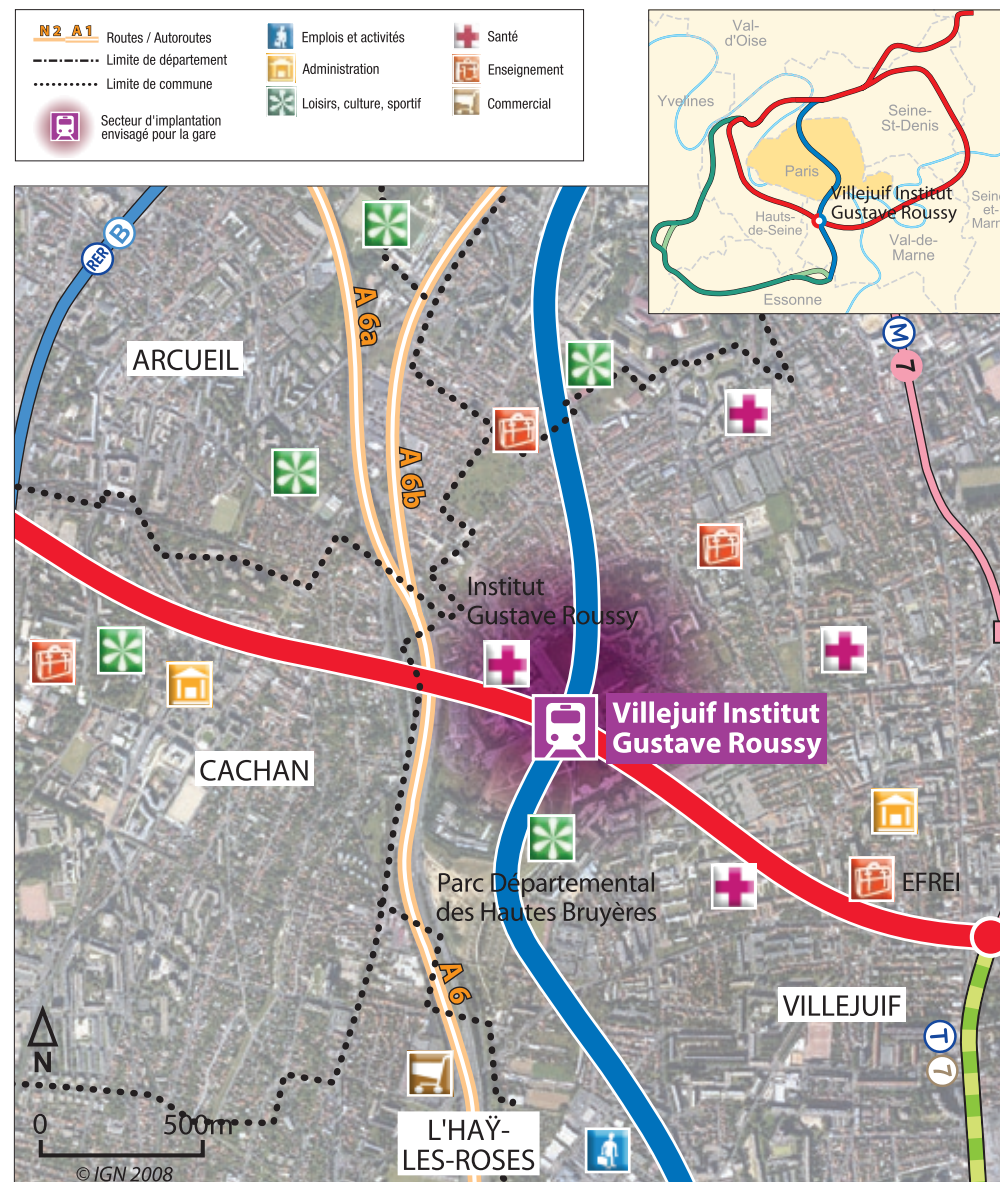 N2 A1
Routes / Autoroutes
Limite de département
Limite de commune
Secteur d'implantation
envisagé pour la gare
Emplois et activités
Administration
Loisirs, culture, sportif
Santé
Enseignement
Commercial
Val-
d'Oise
Yvelines
Seine-
St-Denis
Paris
Villejuif Institut
Gustave Roussy
Hauts-
de-Seine
Seine
et-
Marn
Val-de-
Marne
Essonne
B
RER
A 6a
ARCUEIL
M
7
A 6b
Institut
Gustave Roussy
Villejuif Institut
Gustave Roussy
CACHAN
Parc Départemental
des Hautes Bruyères
EFREI
A 6
VILLEJUIF
T
7
N
0 500m
L'HAŸ-
LES-ROSES
© IGN 2008